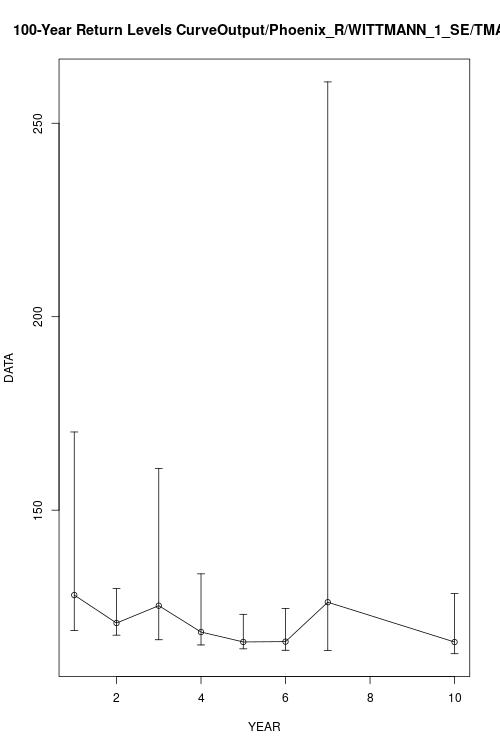 100-Year Return Levels CurveOutput/Phoenix_R/WITTMANN_1_SE/TMA
250
200
150
DATA
2 4 6 8 10
YEAR